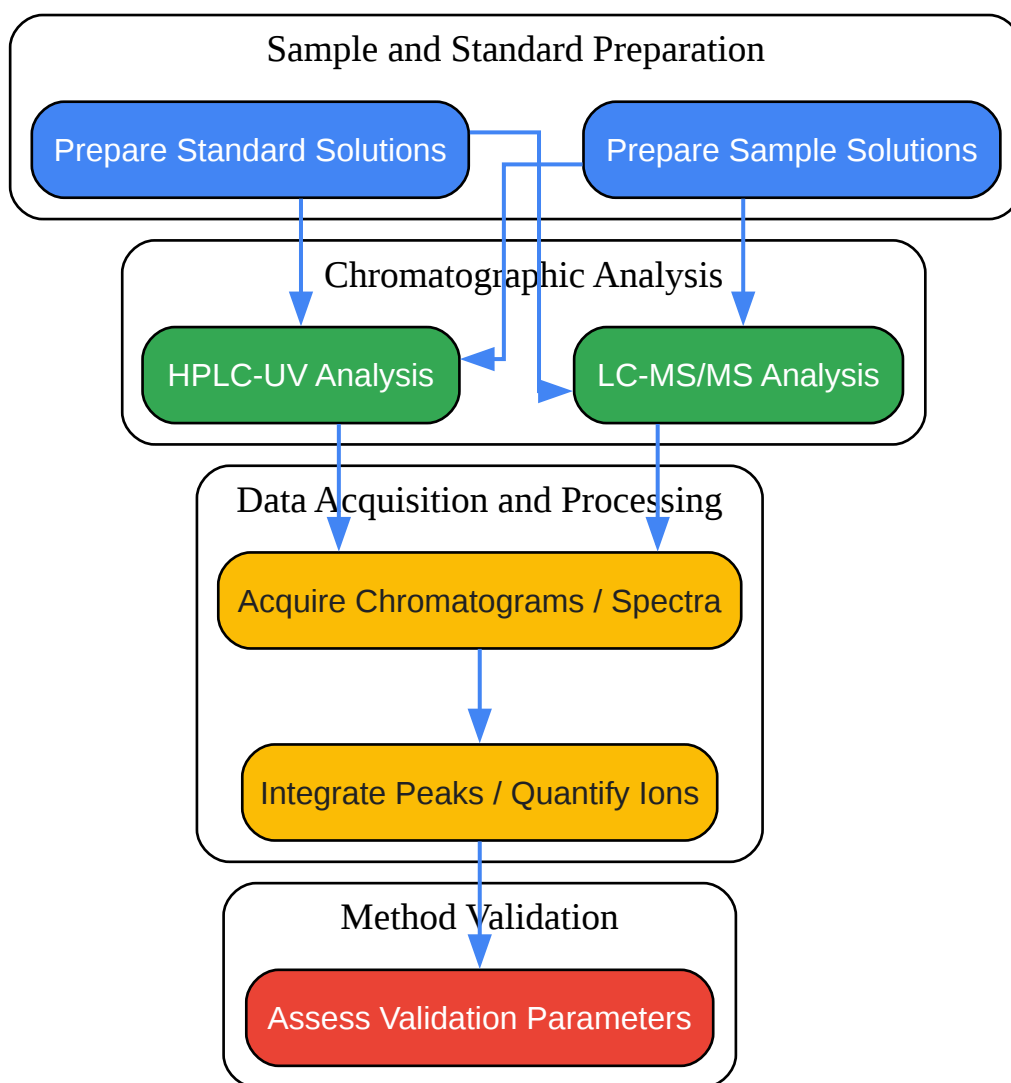 Sample and Standard Preparation
Prepare Standard Solutions
Prepare Sample Solutions
Chromatographic Analysis
HPLC-UV Analysis
LC-MS/MS Analysis
Data Acquisition and Processing
Acquire Chromatograms / Spectra
Integrate Peaks / Quantify Ions
Method Validation
Assess Validation Parameters